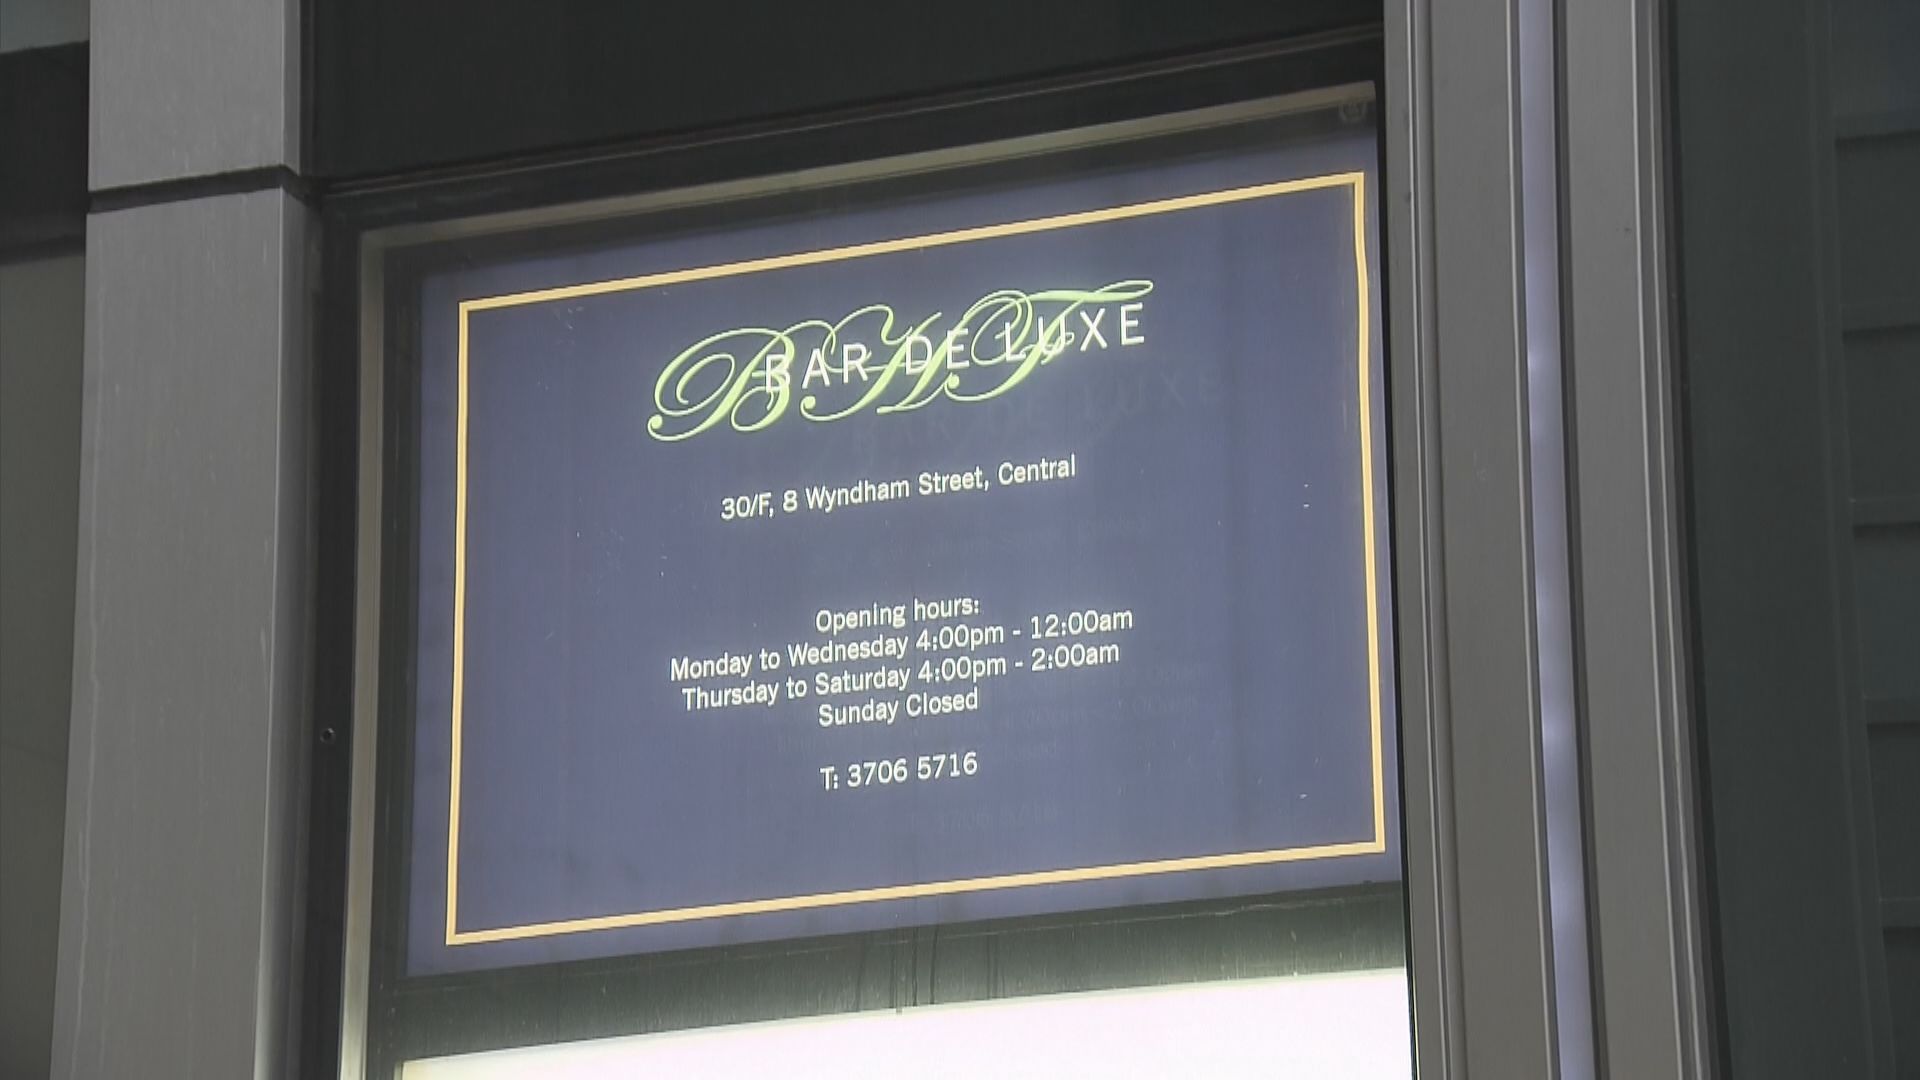 BHT
BAR DE LUXE
30/F, 8 Wyndham Street, Central
Opening hours:
Monday to Wednesday 4:00pm - 12:00am
Thursday to Saturday 4:00pm - 2:00am
Sunday Closed
T: 3706 5716